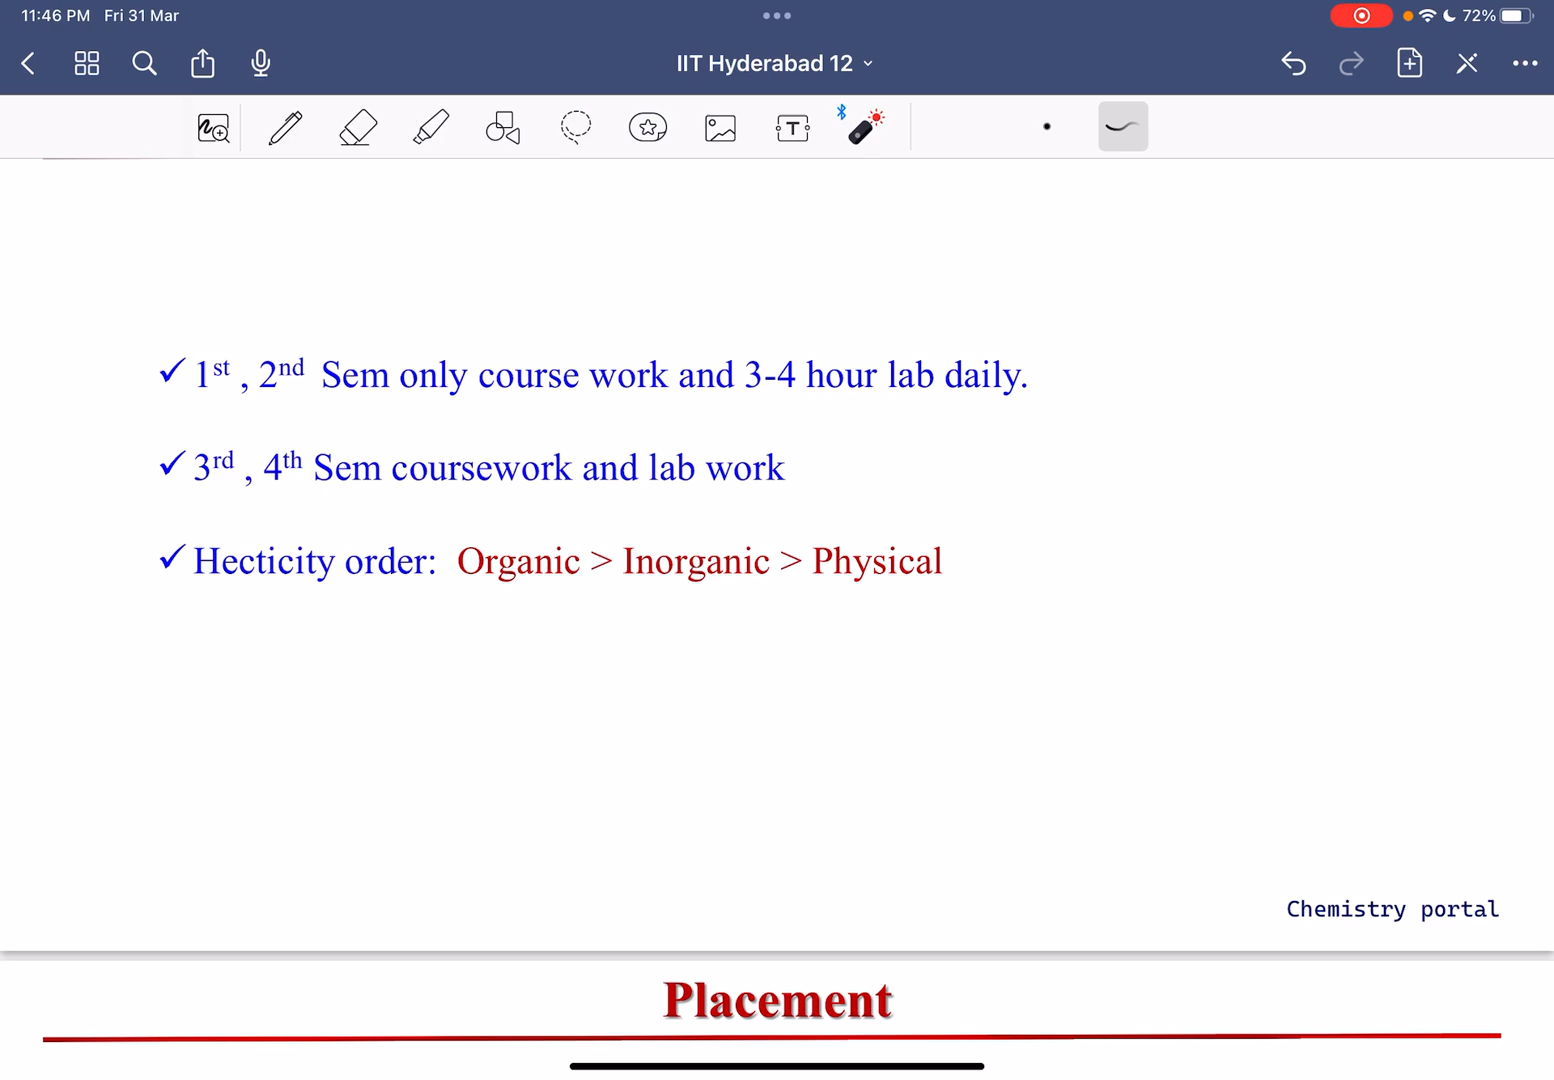 11:46 PM Fri 31 Mar
72%
IIT Hyderabad 12
T
✓ 1st , 2nd Sem only course work and 3-4 hour lab daily.
✓ 3rd , 4th Sem coursework and lab work
✓ Hecticity order: Organic > Inorganic > Physical
Chemistry portal
Placement